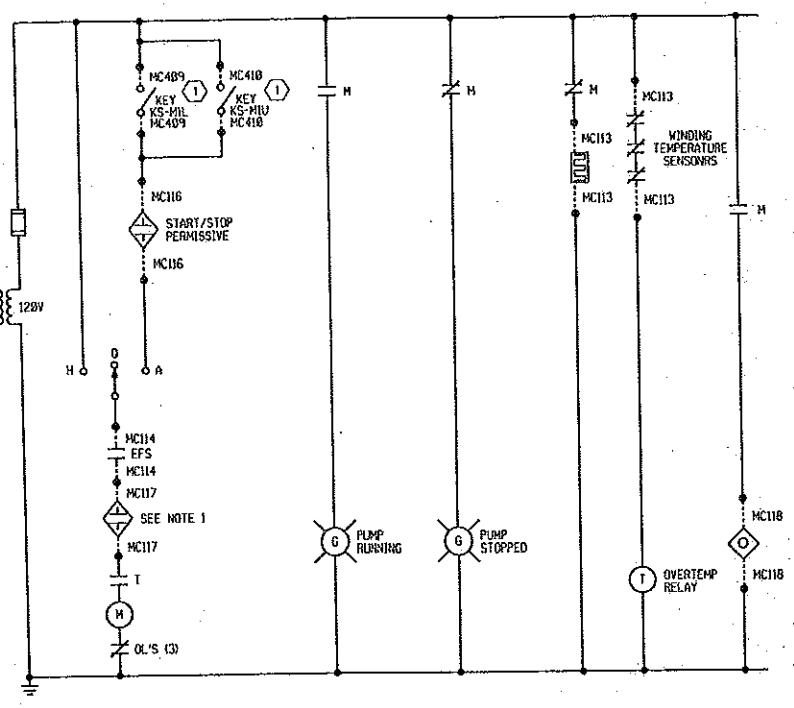 MC409
KEY
KS-M1L
MC409
1
MC410
KEY
KS-M1U
MC410
1
MC116
START/STOP
PERMISSIVE
MC116
120V
H
O
A
MC114
EFS
MC114
MC117
SEE NOTE 1
MC117
T
M
OL'S (3)
M
G
PUMP
RUNNING
M
G
PUMP
STOPPED
M
MC113
MC113
MC113
WINDING
TEMPERATURE
SENSONRS
MC113
T
OVERTEMP
RELAY
M
MC118
O
MC118